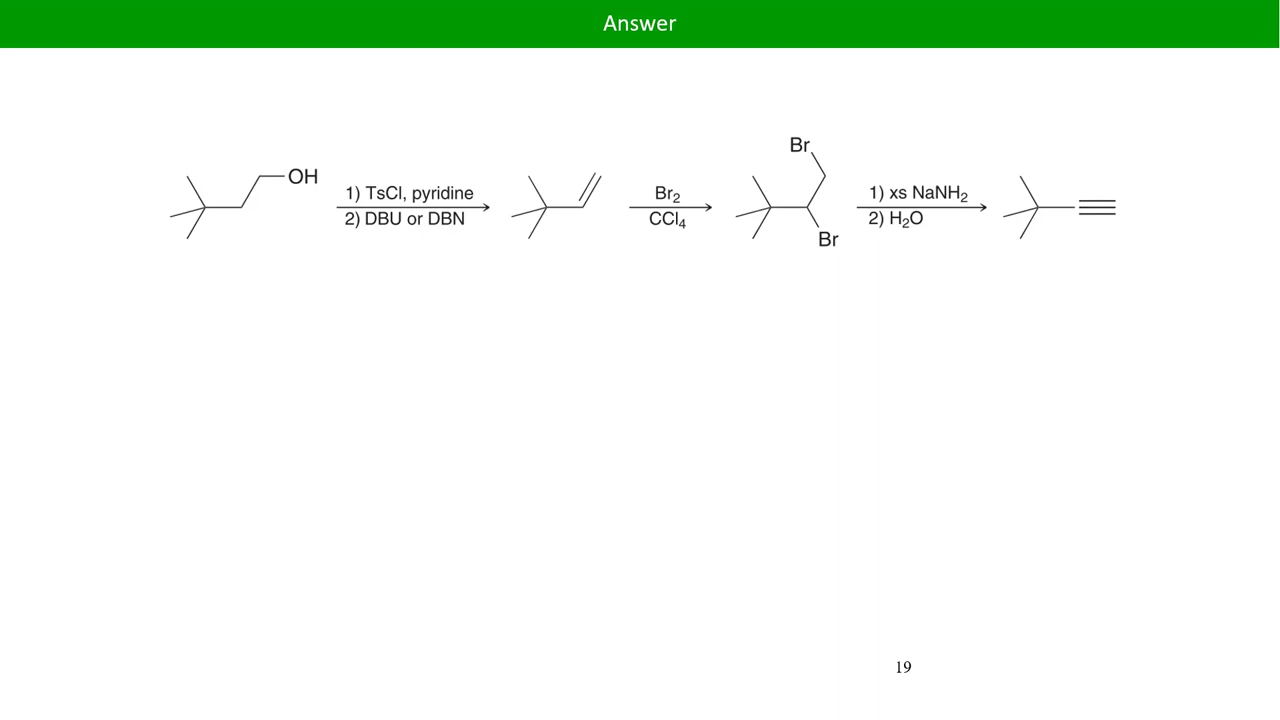 Answer
OH
1) TsCl, pyridine
2) DBU or DBN
Br₂
CCl₄
Br
Br
1) xs NaNH₂
2) H₂O
19